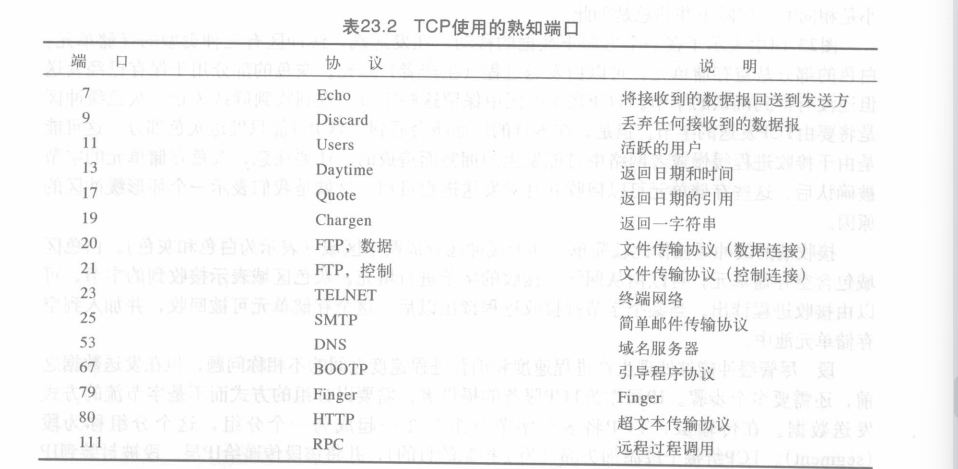 表23.2 TCP使用的熟知端口
端 口 协 议 说 明
7 Echo 将接收到的数据报回送到发送方
9 Discard 丢弃任何接收到的数据报
11 Users 活跃的用户
13 Daytime 返回日期和时间
17 Quote 返回日期的引用
19 Chargen 返回一字符串
20 FTP，数据 文件传输协议（数据连接）
21 FTP，控制 文件传输协议（控制连接）
23 TELNET 终端网络
25 SMTP 简单邮件传输协议
53 DNS 域名服务器
67 BOOTP 引导程序协议
79 Finger Finger
80 HTTP 超文本传输协议
111 RPC 远程过程调用